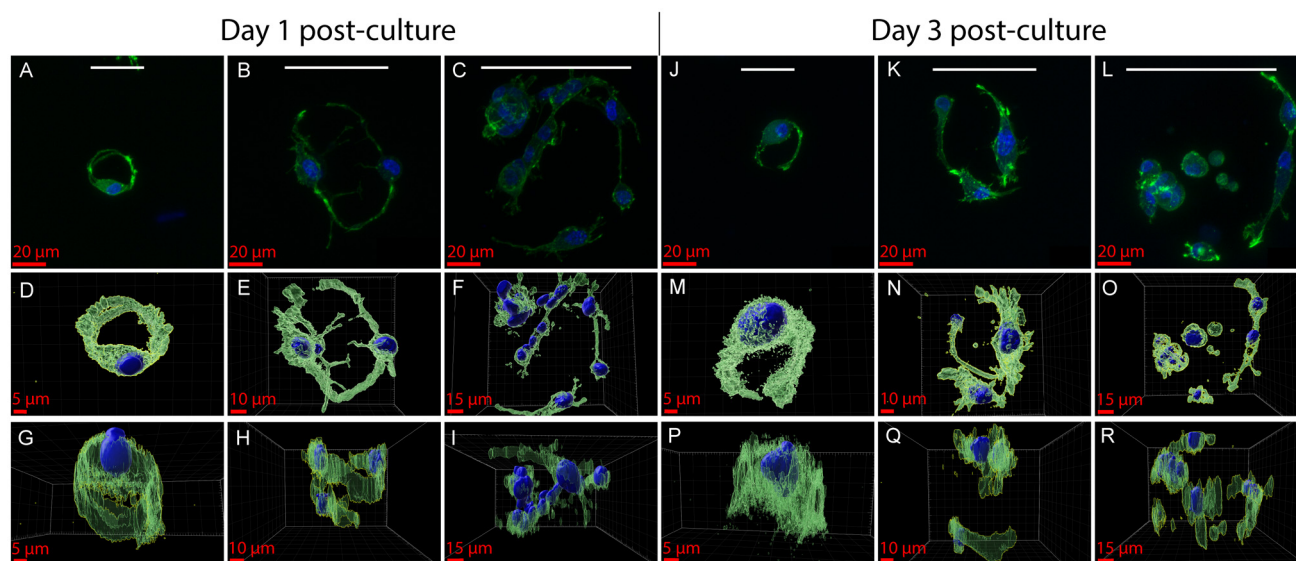 Day 1 post-culture
Day 3 post-culture
A
B
C
J
K
L
20 µm
20 µm
20 µm
20 µm
20 µm
20 µm
D
E
F
M
N
O
5 µm
10 µm
15 µm
5 µm
10 µm
15 µm
G
H
I
P
Q
R
5 µm
10 µm
15 µm
5 µm
10 µm
15 µm